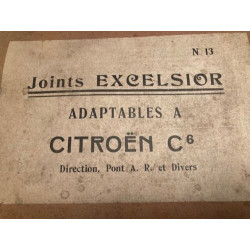 N 13
Joints EXCELSIOR
ADAPTABLES A
CITROËN C6
Direction, Pont A. R. et Divers